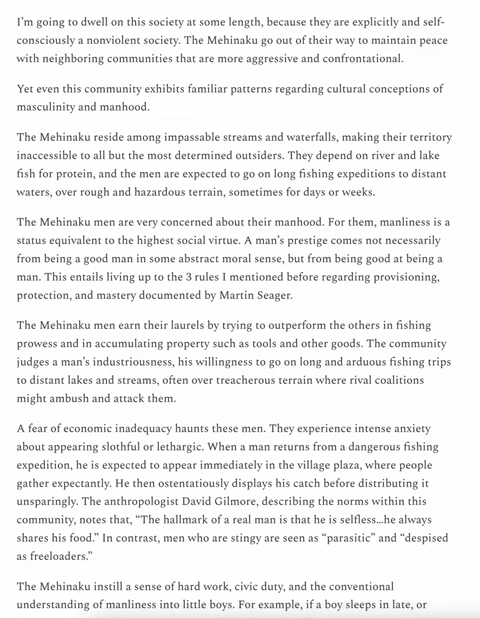 I’m going to dwell on this society at some length, because they are explicitly and self-
consciously a nonviolent society. The Mehinaku go out of their way to maintain peace
with neighboring communities that are more aggressive and confrontational.
Yet even this community exhibits familiar patterns regarding cultural conceptions of
masculinity and manhood.
The Mehinaku reside among impassable streams and waterfalls, making their territory
inaccessible to all but the most determined outsiders. They depend on river and lake
fish for protein, and the men are expected to go on long fishing expeditions to distant
waters, over rough and hazardous terrain, sometimes for days or weeks.
The Mehinaku men are very concerned about their manhood. For them, manliness is a
status equivalent to the highest social virtue. A man’s prestige comes not necessarily
from being a good man in some abstract moral sense, but from being good at being a
man. This entails living up to the 3 rules I mentioned before regarding provisioning,
protection, and mastery documented by Martin Seager.
The Mehinaku men earn their laurels by trying to outperform the others in fishing
prowess and in accumulating property such as tools and other goods. The community
judges a man’s industriousness, his willingness to go on long and arduous fishing trips
to distant lakes and streams, often over treacherous terrain where rival coalitions
might ambush and attack them.
A fear of economic inadequacy haunts these men. They experience intense anxiety
about appearing slothful or lethargic. When a man returns from a dangerous fishing
expedition, he is expected to appear immediately in the village plaza, where people
gather expectantly. He then ostentatiously displays his catch before distributing it
unsparingly. The anthropologist David Gilmore, describing the norms within this
community, notes that, “The hallmark of a real man is that he is selfless…he always
shares his food.” In contrast, men who are stingy are seen as “parasitic” and “despised
as freeloaders.”
The Mehinaku instill a sense of hard work, civic duty, and the conventional
understanding of manliness into little boys. For example, if a boy sleeps in late, or